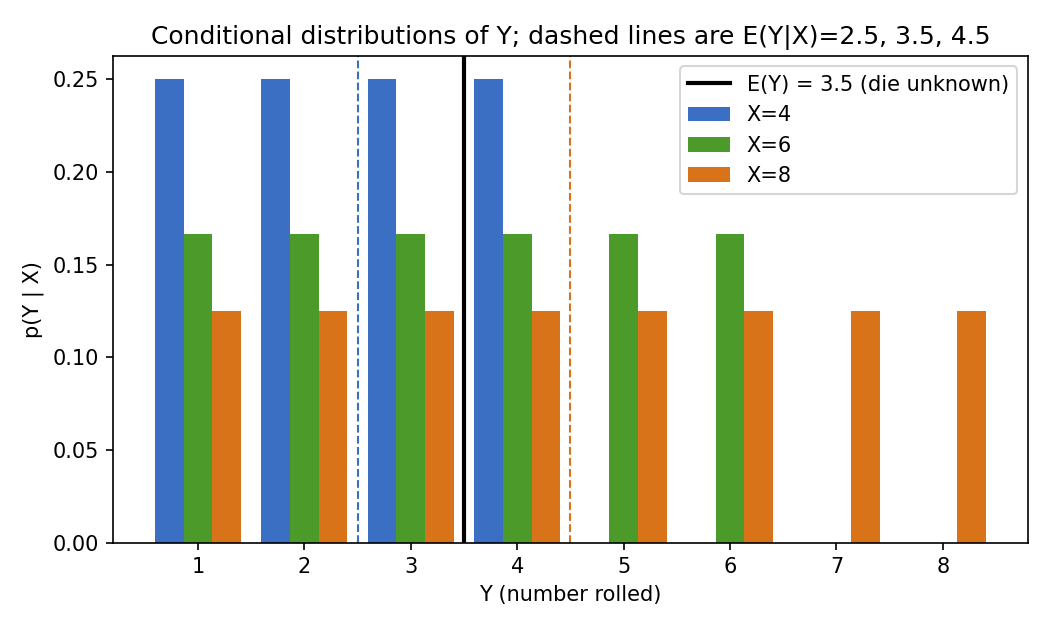 Conditional distributions of Y; dashed lines are E(Y|X)=2.5, 3.5, 4.5
E(Y) = 3.5 (die unknown)
X=4
X=6
X=8
p(Y | X)
0.25
0.20
0.15
0.10
0.05
0.00
1 2 3 4 5 6 7 8
Y (number rolled)